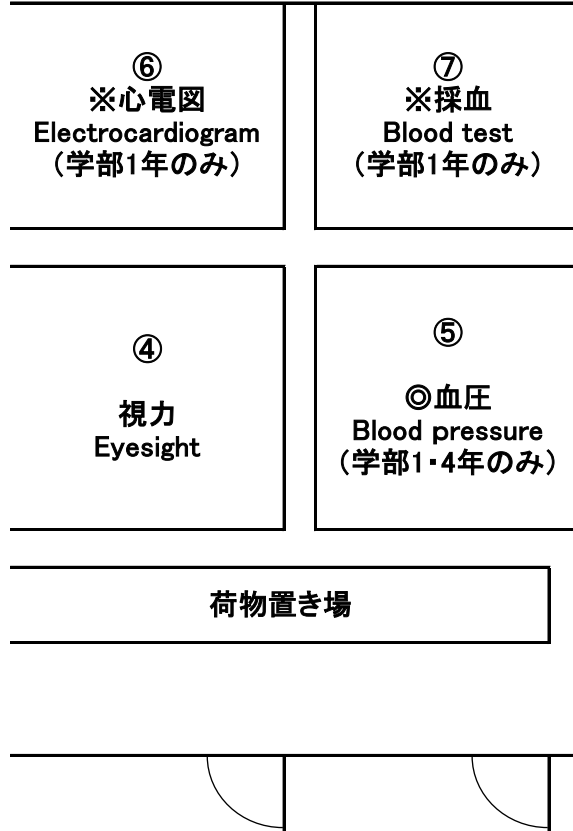 ⑥
※心電図
Electrocardiogram
（学部1年のみ）
⑦
※採血
Blood test
（学部1年のみ）
④
視力
Eyesight
⑤
◎血圧
Blood pressure
（学部1・4年のみ）
荷物置き場